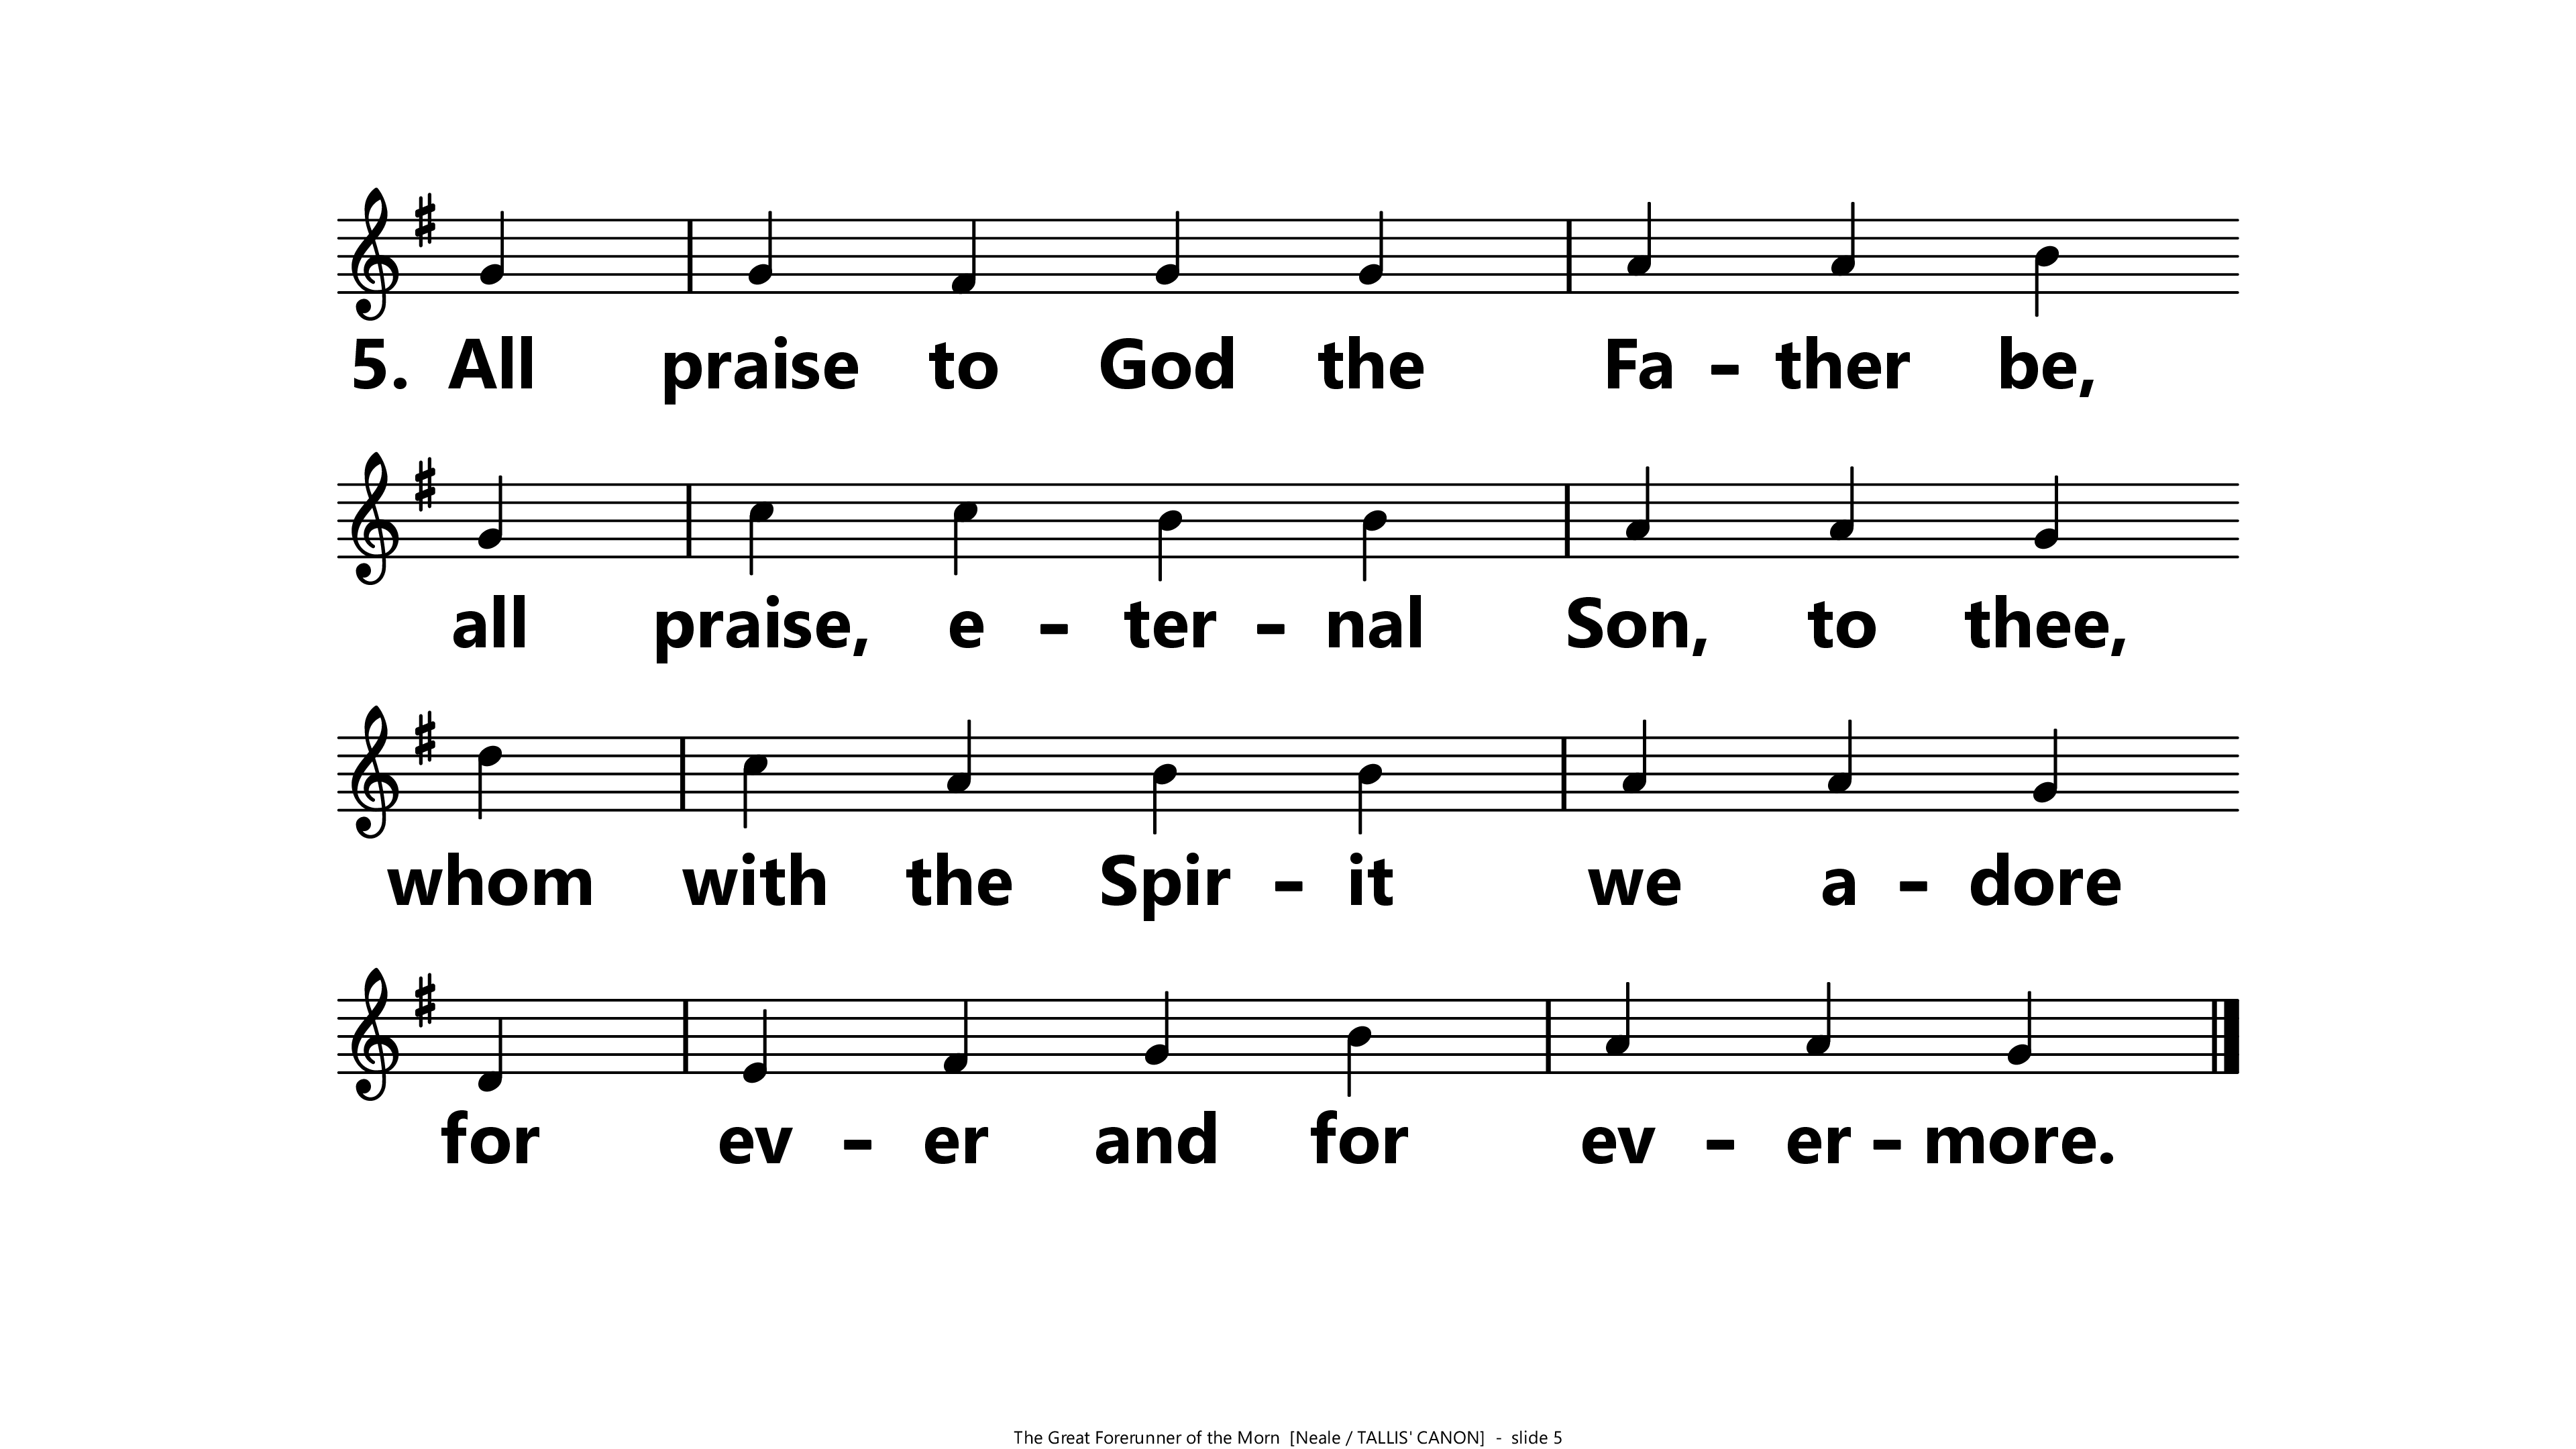 5. All praise to God the Fa - ther be,
all praise, e - ter - nal Son, to thee,
whom with the Spir - it we a - dore
for ev - er and for ev - er - more.
The Great Forerunner of the Morn [Neale / TALLIS' CANON] - slide 5